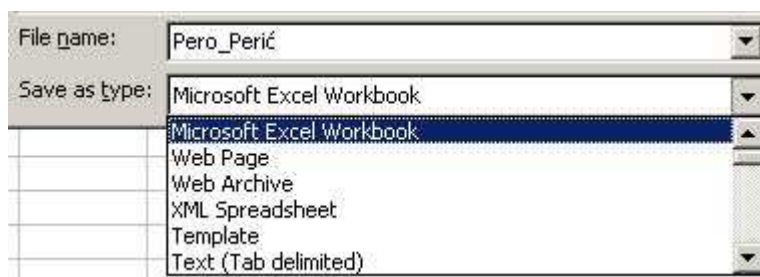 File name: Pero_Perić
Save as type: Microsoft Excel Workbook
Microsoft Excel Workbook
Web Page
Web Archive
XML Spreadsheet
Template
Text (Tab delimited)